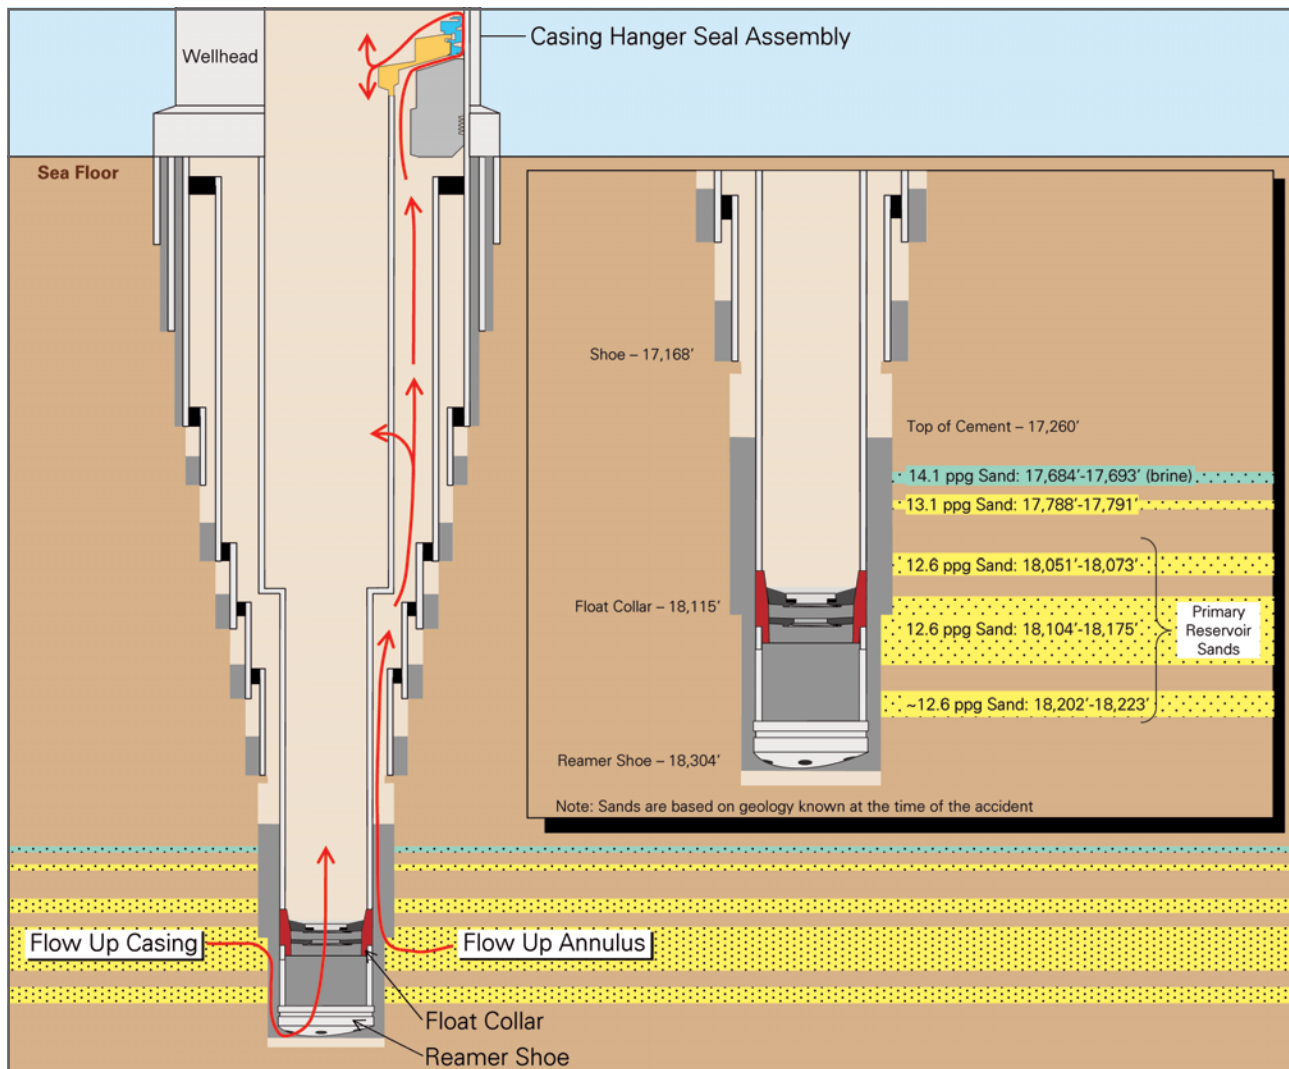 Casing Hanger Seal Assembly
Wellhead
Sea Floor
Shoe – 17,168′
Top of Cement – 17,260′
14.1 ppg Sand: 17,684′-17,693′ (brine)
13.1 ppg Sand: 17,788′-17,791′
12.6 ppg Sand: 18,051′-18,073′
Float Collar – 18,115′
12.6 ppg Sand: 18,104′-18,175′
Primary
Reservoir
Sands
~12.6 ppg Sand: 18,202′-18,223′
Reamer Shoe – 18,304′
Note: Sands are based on geology known at the time of the accident
Flow Up Casing
Flow Up Annulus
Float Collar
Reamer Shoe